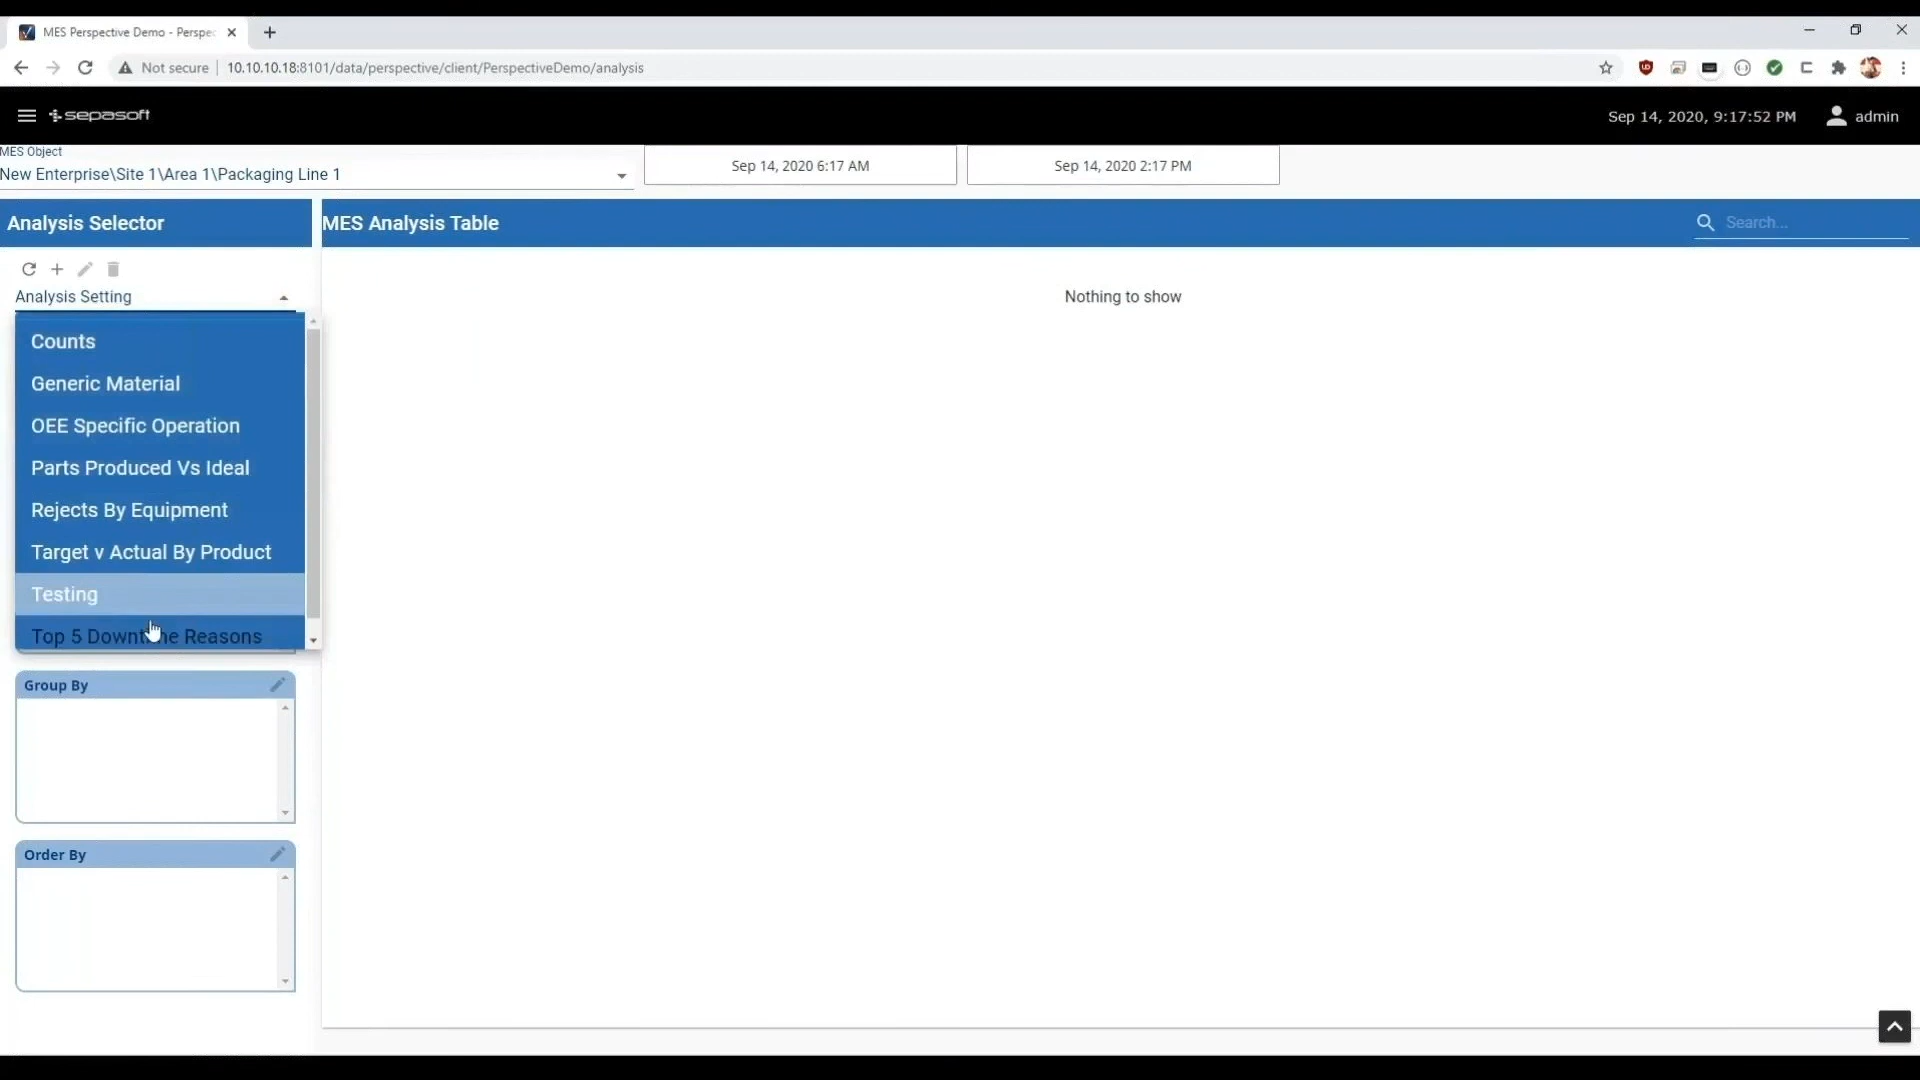 MES Perspective Demo - Perspec
Not secure
10.10.10.18:8101/data/perspective/client/PerspectiveDemo/analysis
sepasoft
Sep 14, 2020, 9:17:52 PM
admin
MES Object
New Enterprise\Site 1\Area 1\Packaging Line 1
Sep 14, 2020 6:17 AM
Sep 14, 2020 2:17 PM
Analysis Selector
MES Analysis Table
Search...
Analysis Setting
Nothing to show
Counts
Generic Material
OEE Specific Operation
Parts Produced Vs Ideal
Rejects By Equipment
Target v Actual By Product
Testing
Top 5 Downtime Reasons
Group By
Order By